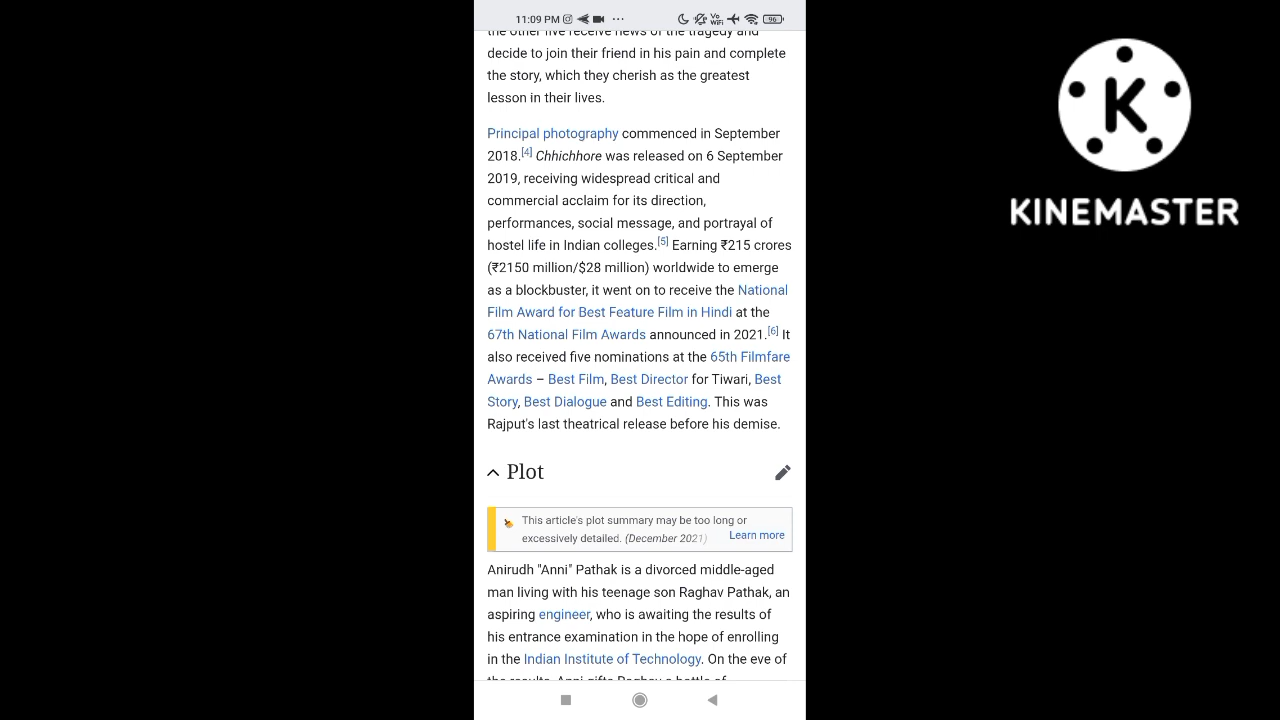 11:09 PM
Vo
WiFi
96
the other five receive news of the tragedy and
decide to join their friend in his pain and complete
the story, which they cherish as the greatest
lesson in their lives.
Principal photography commenced in September
2018.[4] Chhichhore was released on 6 September
2019, receiving widespread critical and
commercial acclaim for its direction,
performances, social message, and portrayal of
hostel life in Indian colleges.[5] Earning ₹215 crores
(₹2150 million/$28 million) worldwide to emerge
as a blockbuster, it went on to receive the National
Film Award for Best Feature Film in Hindi at the
67th National Film Awards announced in 2021.[6] It
also received five nominations at the 65th Filmfare
Awards – Best Film, Best Director for Tiwari, Best
Story, Best Dialogue and Best Editing. This was
Rajput's last theatrical release before his demise.
Plot
This article's plot summary may be too long or
excessively detailed. (December 2021) Learn more
Anirudh "Anni" Pathak is a divorced middle-aged
man living with his teenage son Raghav Pathak, an
aspiring engineer, who is awaiting the results of
his entrance examination in the hope of enrolling
in the Indian Institute of Technology. On the eve of
the results, Anni gifts Raghav a bottle of
K
KINEMASTER